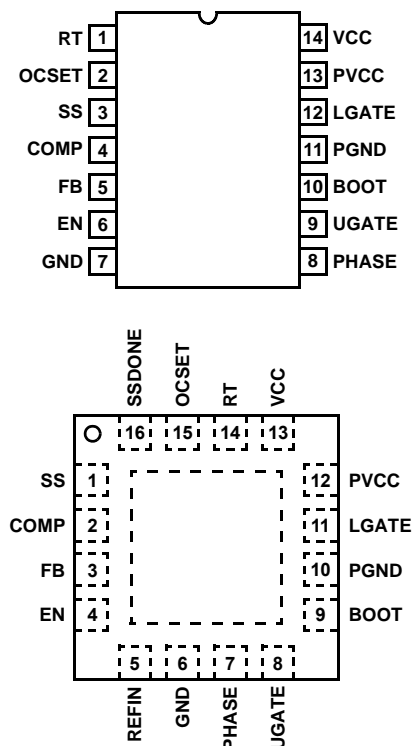 RT 1 14 VCC
OCSET 2 13 PVCC
SS 3 12 LGATE
COMP 4 11 PGND
FB 5 10 BOOT
EN 6 9 UGATE
GND 7 8 PHASE
SSDONE OCSET RT VCC
16 15 14 13
SS 1 12 PVCC
COMP 2 11 LGATE
FB 3 10 PGND
EN 4 9 BOOT
5 6 7 8
REFIN GND PHASE UGATE